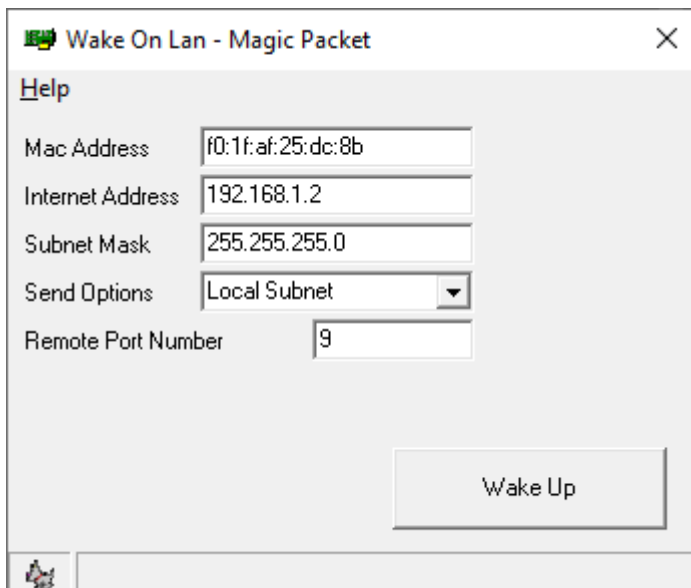 Wake On Lan - Magic Packet
Help
Mac Address f0:1f:af:25:dc:8b
Internet Address 192.168.1.2
Subnet Mask 255.255.255.0
Send Options Local Subnet
Remote Port Number 9
Wake Up